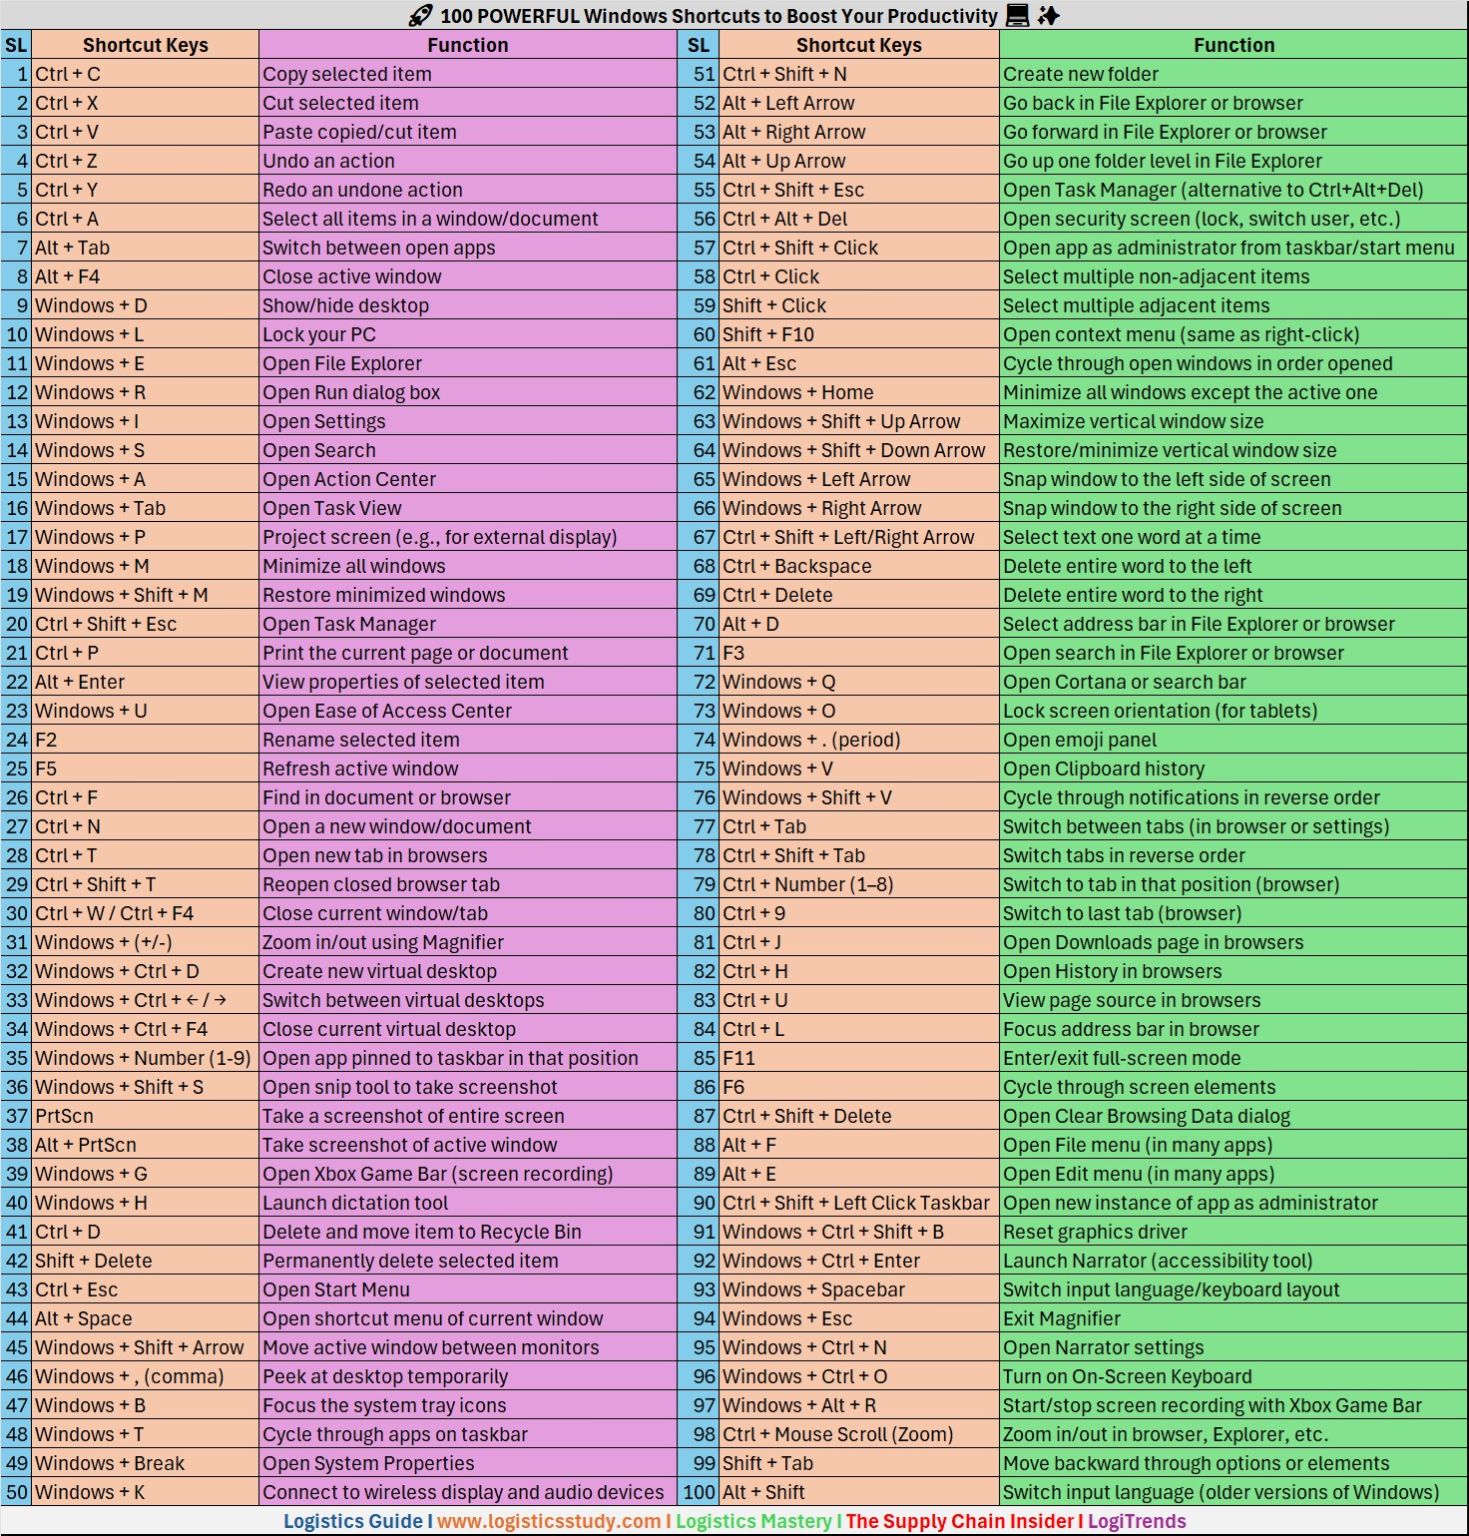 🚀 100 POWERFUL Windows Shortcuts to Boost Your Productivity 💻 ✨
SL Shortcut Keys Function SL Shortcut Keys Function
1 Ctrl + C Copy selected item 51 Ctrl + Shift + N Create new folder
2 Ctrl + X Cut selected item 52 Alt + Left Arrow Go back in File Explorer or browser
3 Ctrl + V Paste copied/cut item 53 Alt + Right Arrow Go forward in File Explorer or browser
4 Ctrl + Z Undo an action 54 Alt + Up Arrow Go up one folder level in File Explorer
5 Ctrl + Y Redo an undone action 55 Ctrl + Shift + Esc Open Task Manager (alternative to Ctrl+Alt+Del)
6 Ctrl + A Select all items in a window/document 56 Ctrl + Alt + Del Open security screen (lock, switch user, etc.)
7 Alt + Tab Switch between open apps 57 Ctrl + Shift + Click Open app as administrator from taskbar/start menu
8 Alt + F4 Close active window 58 Ctrl + Click Select multiple non-adjacent items
9 Windows + D Show/hide desktop 59 Shift + Click Select multiple adjacent items
10 Windows + L Lock your PC 60 Shift + F10 Open context menu (same as right-click)
11 Windows + E Open File Explorer 61 Alt + Esc Cycle through open windows in order opened
12 Windows + R Open Run dialog box 62 Windows + Home Minimize all windows except the active one
13 Windows + I Open Settings 63 Windows + Shift + Up Arrow Maximize vertical window size
14 Windows + S Open Search 64 Windows + Shift + Down Arrow Restore/minimize vertical window size
15 Windows + A Open Action Center 65 Windows + Left Arrow Snap window to the left side of screen
16 Windows + Tab Open Task View 66 Windows + Right Arrow Snap window to the right side of screen
17 Windows + P Project screen (e.g., for external display) 67 Ctrl + Shift + Left/Right Arrow Select text one word at a time
18 Windows + M Minimize all windows 68 Ctrl + Backspace Delete entire word to the left
19 Windows + Shift + M Restore minimized windows 69 Ctrl + Delete Delete entire word to the right
20 Ctrl + Shift + Esc Open Task Manager 70 Alt + D Select address bar in File Explorer or browser
21 Ctrl + P Print the current page or document 71 F3 Open search in File Explorer or browser
22 Alt + Enter View properties of selected item 72 Windows + Q Open Cortana or search bar
23 Windows + U Open Ease of Access Center 73 Windows + O Lock screen orientation (for tablets)
24 F2 Rename selected item 74 Windows + . (period) Open emoji panel
25 F5 Refresh active window 75 Windows + V Open Clipboard history
26 Ctrl + F Find in document or browser 76 Windows + Shift + V Cycle through notifications in reverse order
27 Ctrl + N Open a new window/document 77 Ctrl + Tab Switch between tabs (in browser or settings)
28 Ctrl + T Open new tab in browsers 78 Ctrl + Shift + Tab Switch tabs in reverse order
29 Ctrl + Shift + T Reopen closed browser tab 79 Ctrl + Number (1–8) Switch to tab in that position (browser)
30 Ctrl + W / Ctrl + F4 Close current window/tab 80 Ctrl + 9 Switch to last tab (browser)
31 Windows + (+/-) Zoom in/out using Magnifier 81 Ctrl + J Open Downloads page in browsers
32 Windows + Ctrl + D Create new virtual desktop 82 Ctrl + H Open History in browsers
33 Windows + Ctrl + ← / → Switch between virtual desktops 83 Ctrl + U View page source in browsers
34 Windows + Ctrl + F4 Close current virtual desktop 84 Ctrl + L Focus address bar in browser
35 Windows + Number (1-9) Open app pinned to taskbar in that position 85 F11 Enter/exit full-screen mode
36 Windows + Shift + S Open snip tool to take screenshot 86 F6 Cycle through screen elements
37 PrtScn Take a screenshot of entire screen 87 Ctrl + Shift + Delete Open Clear Browsing Data dialog
38 Alt + PrtScn Take screenshot of active window 88 Alt + F Open File menu (in many apps)
39 Windows + G Open Xbox Game Bar (screen recording) 89 Alt + E Open Edit menu (in many apps)
40 Windows + H Launch dictation tool 90 Ctrl + Shift + Left Click Taskbar Open new instance of app as administrator
41 Ctrl + D Delete and move item to Recycle Bin 91 Windows + Ctrl + Shift + B Reset graphics driver
42 Shift + Delete Permanently delete selected item 92 Windows + Ctrl + Enter Launch Narrator (accessibility tool)
43 Ctrl + Esc Open Start Menu 93 Windows + Spacebar Switch input language/keyboard layout
44 Alt + Space Open shortcut menu of current window 94 Windows + Esc Exit Magnifier
45 Windows + Shift + Arrow Move active window between monitors 95 Windows + Ctrl + N Open Narrator settings
46 Windows + , (comma) Peek at desktop temporarily 96 Windows + Ctrl + O Turn on On-Screen Keyboard
47 Windows + B Focus the system tray icons 97 Windows + Alt + R Start/stop screen recording with Xbox Game Bar
48 Windows + T Cycle through apps on taskbar 98 Ctrl + Mouse Scroll (Zoom) Zoom in/out in browser, Explorer, etc.
49 Windows + Break Open System Properties 99 Shift + Tab Move backward through options or elements
50 Windows + K Connect to wireless display and audio devices 100 Alt + Shift Switch input language (older versions of Windows)
Logistics Guide I www.logisticsstudy.com I Logistics Mastery I The Supply Chain Insider I LogiTrends